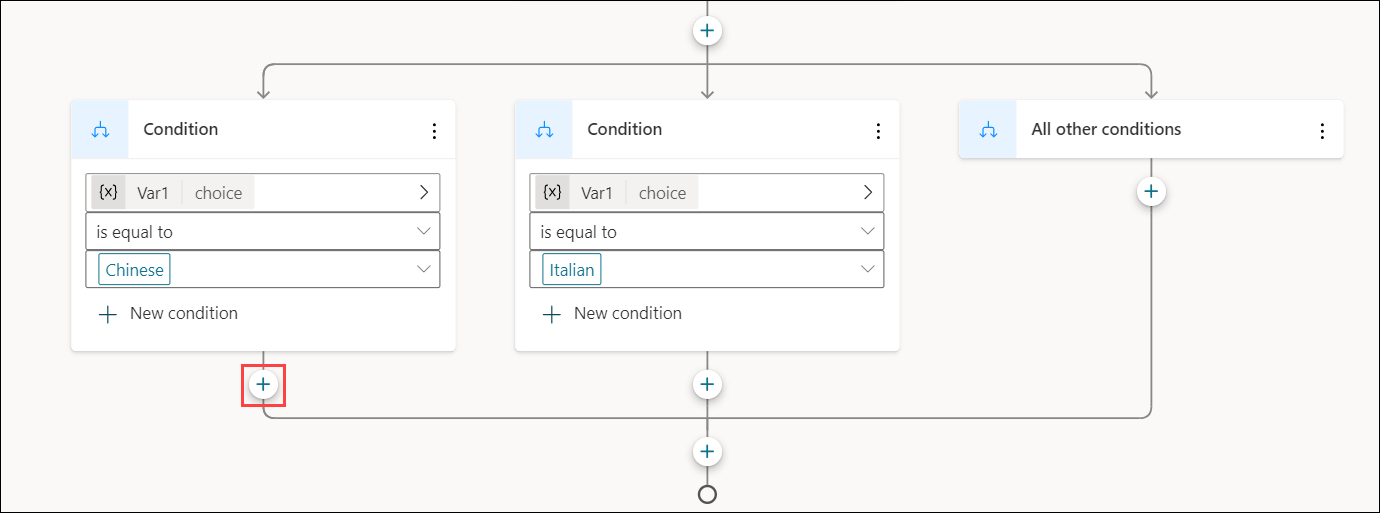 Condition
{x} Var1 choice
is equal to
Chinese
New condition
Condition
{x} Var1 choice
is equal to
Italian
New condition
All other conditions